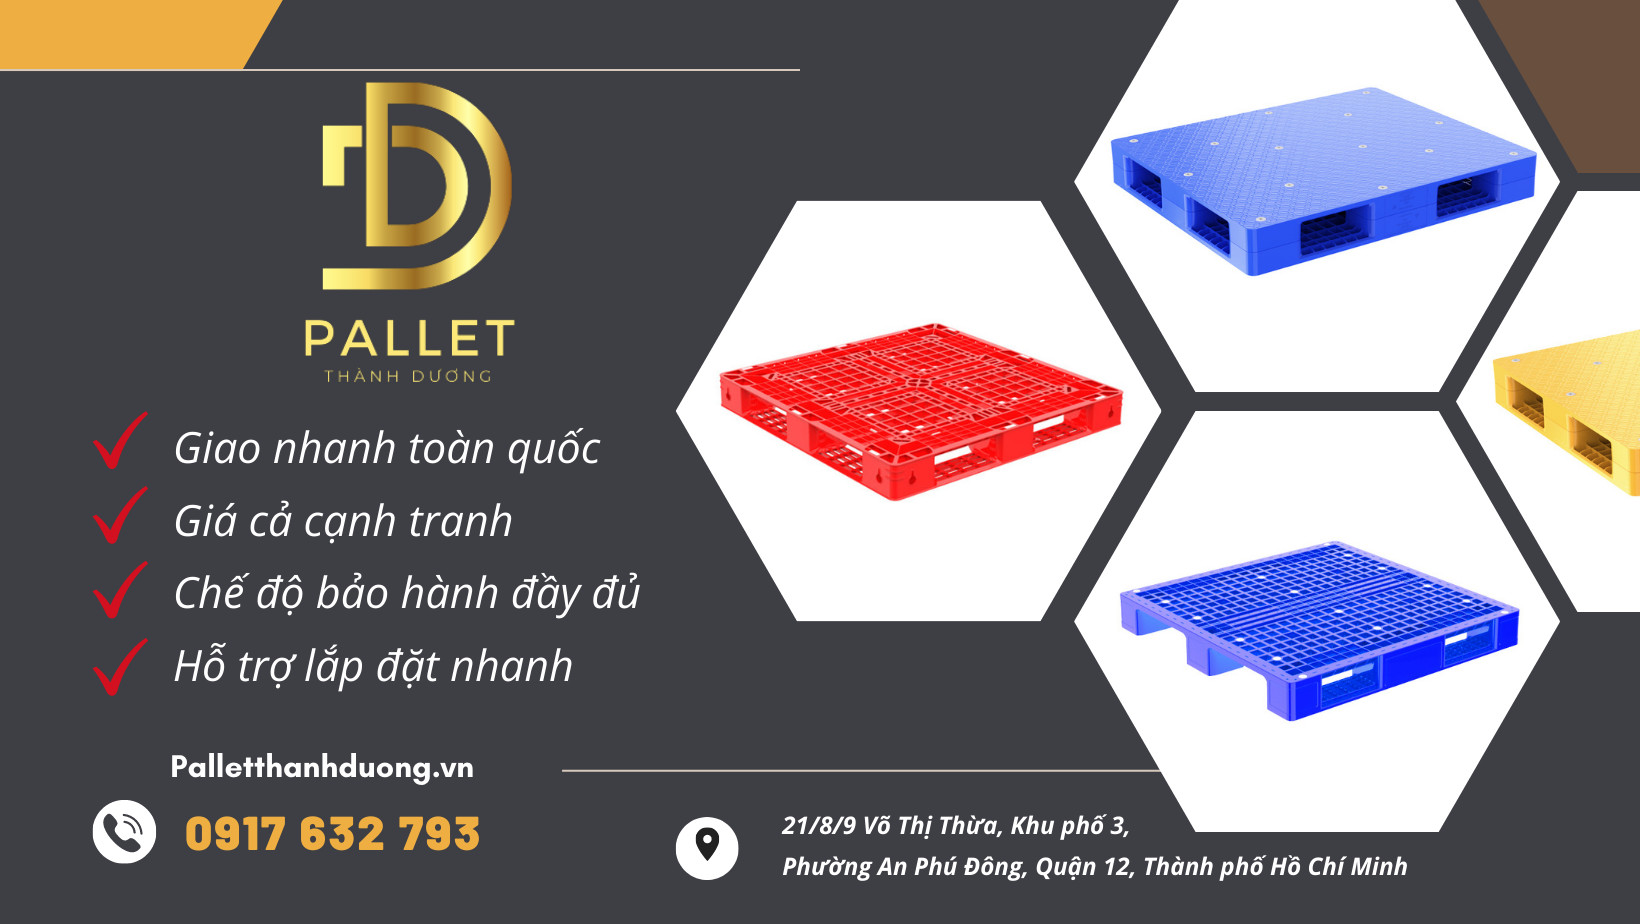 PALLET
THÀNH DƯƠNG
Giao nhanh toàn quốc
Giá cả cạnh tranh
Chế độ bảo hành đầy đủ
Hỗ trợ lắp đặt nhanh
Palletthanhduong.vn
0917 632 793
21/8/9 Võ Thị Thừa, Khu phố 3,
Phường An Phú Đông, Quận 12, Thành phố Hồ Chí Minh